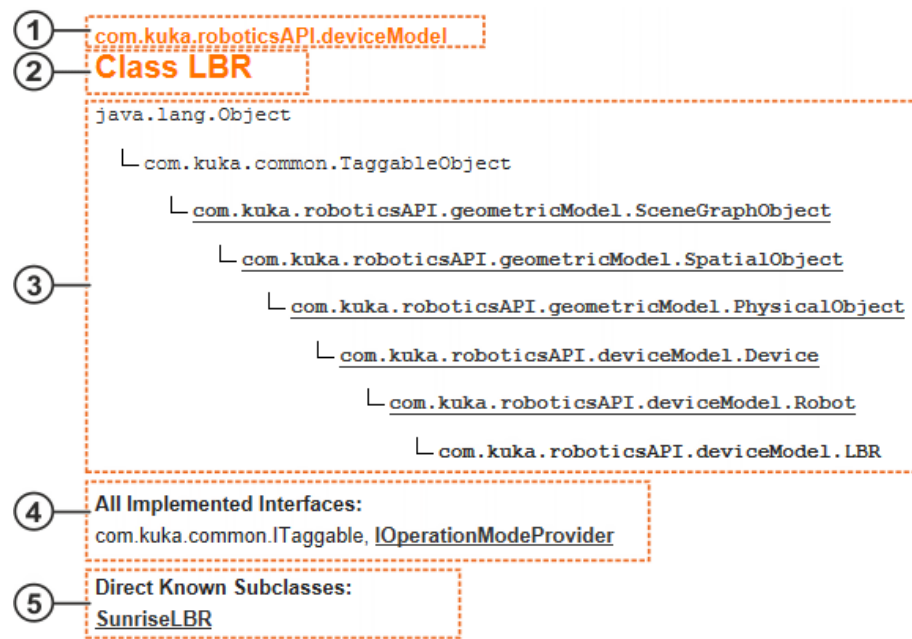 1 com.kuka.roboticsAPI.deviceModel
2 Class LBR
java.lang.Object
com.kuka.common.TaggableObject
com.kuka.roboticsAPI.geometricModel.SceneGraphObject
com.kuka.roboticsAPI.geometricModel.SpatialObject
3
com.kuka.roboticsAPI.geometricModel.PhysicalObject
com.kuka.roboticsAPI.deviceModel.Device
com.kuka.roboticsAPI.deviceModel.Robot
com.kuka.roboticsAPI.deviceModel.LBR
4 All Implemented Interfaces:
com.kuka.common.ITaggable, IOperationModeProvider
5 Direct Known Subclasses:
SunriseLBR